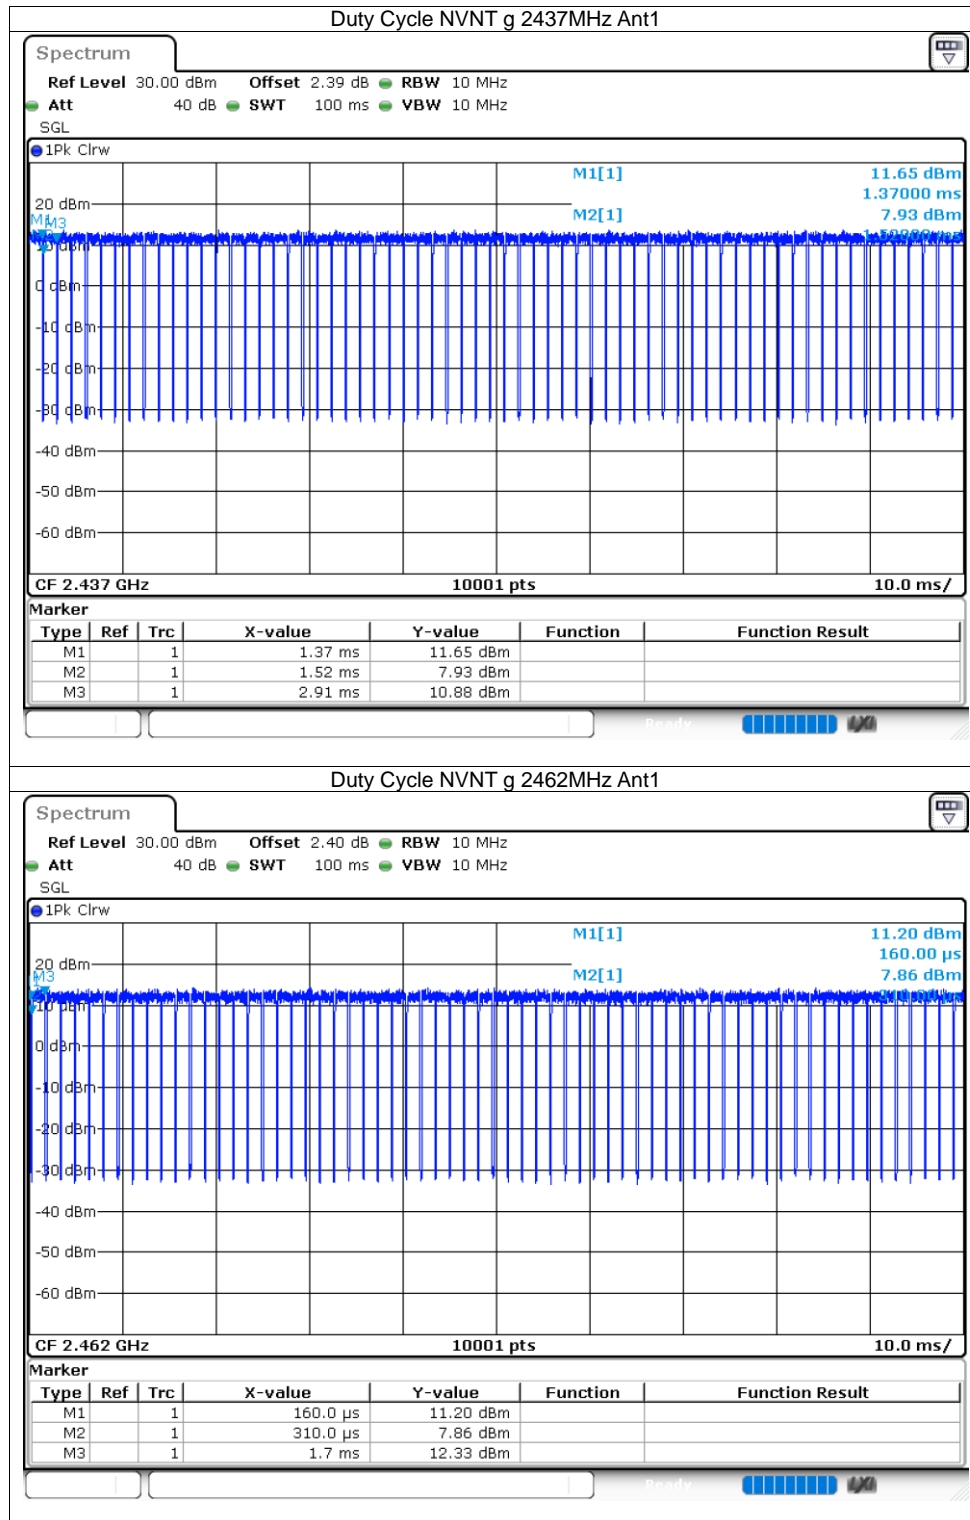 Duty Cycle NVNT g 2437MHz Ant1
Spectrum
Ref Level 30.00 dBm Offset 2.39 dB RBW 10 MHz
Att 40 dB SWT 100 ms VBW 10 MHz
SGL
1Pk Clrw
M1[1] 11.65 dBm
1.37000 ms
20 dBm
M2[1] 7.93 dBm
M1 M3
0 dBm
-10 dBm
-20 dBm
-30 dBm
-40 dBm
-50 dBm
-60 dBm
CF 2.437 GHz 10001 pts 10.0 ms/
Marker
Type Ref Trc X-value Y-value Function Function Result
M1 1 1.37 ms 11.65 dBm
M2 1 1.52 ms 7.93 dBm
M3 1 2.91 ms 10.88 dBm
Ready
Duty Cycle NVNT g 2462MHz Ant1
Spectrum
Ref Level 30.00 dBm Offset 2.40 dB RBW 10 MHz
Att 40 dB SWT 100 ms VBW 10 MHz
SGL
1Pk Clrw
M1[1] 11.20 dBm
160.00 µs
20 dBm
M3 M2[1] 7.86 dBm
10 dBm
0 dBm
-10 dBm
-20 dBm
-30 dBm
-40 dBm
-50 dBm
-60 dBm
CF 2.462 GHz 10001 pts 10.0 ms/
Marker
Type Ref Trc X-value Y-value Function Function Result
M1 1 160.0 µs 11.20 dBm
M2 1 310.0 µs 7.86 dBm
M3 1 1.7 ms 12.33 dBm
Ready